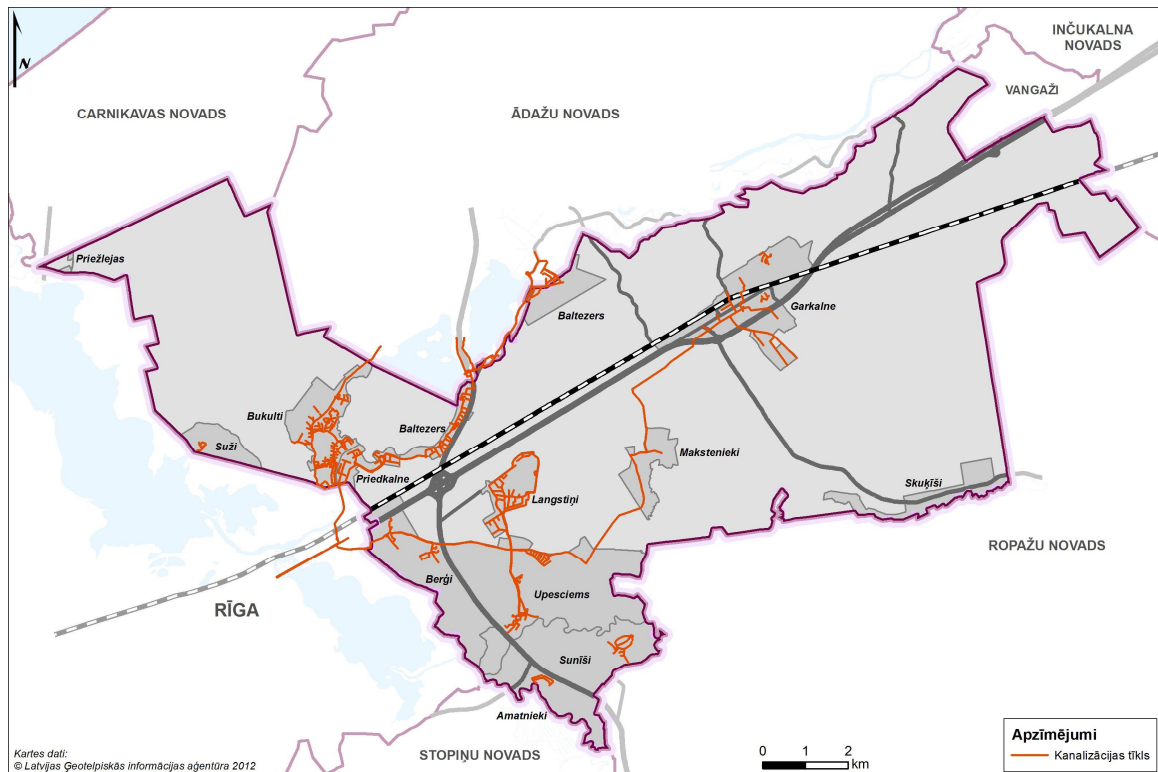 N
INČUKALNA
NOVADS
VANGAŽI
CARNIKAVAS NOVADS
ĀDAŽU NOVADS
Priežlejas
Baltezers
Garkalne
Bukulti
Baltezers
Suži
Priedkalne
Makstenieki
Langstiņi
Skuķīši
ROPAŽU NOVADS
Berģi
Upesciems
RĪGA
Sunīši
Amatnieki
STOPIŅU NOVADS
Apzīmējumi
Kanalizācijas tīkls
0 1 2
km
Kartes dati:
© Latvijas Ģeotelpiskās informācijas aģentūra 2012